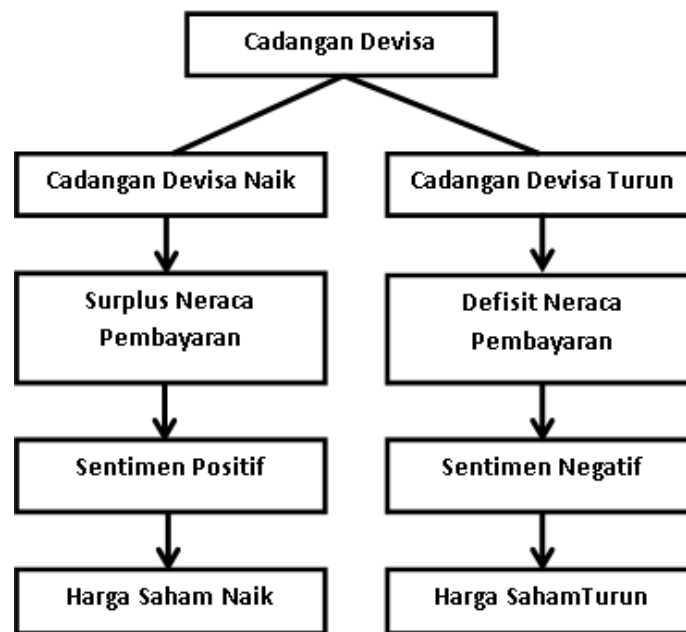 Cadangan Devisa
Cadangan Devisa Naik
Cadangan Devisa Turun
Surplus Neraca
Pembayaran
Defisit Neraca
Pembayaran
Sentimen Positif
Sentimen Negatif
Harga Saham Naik
Harga SahamTurun